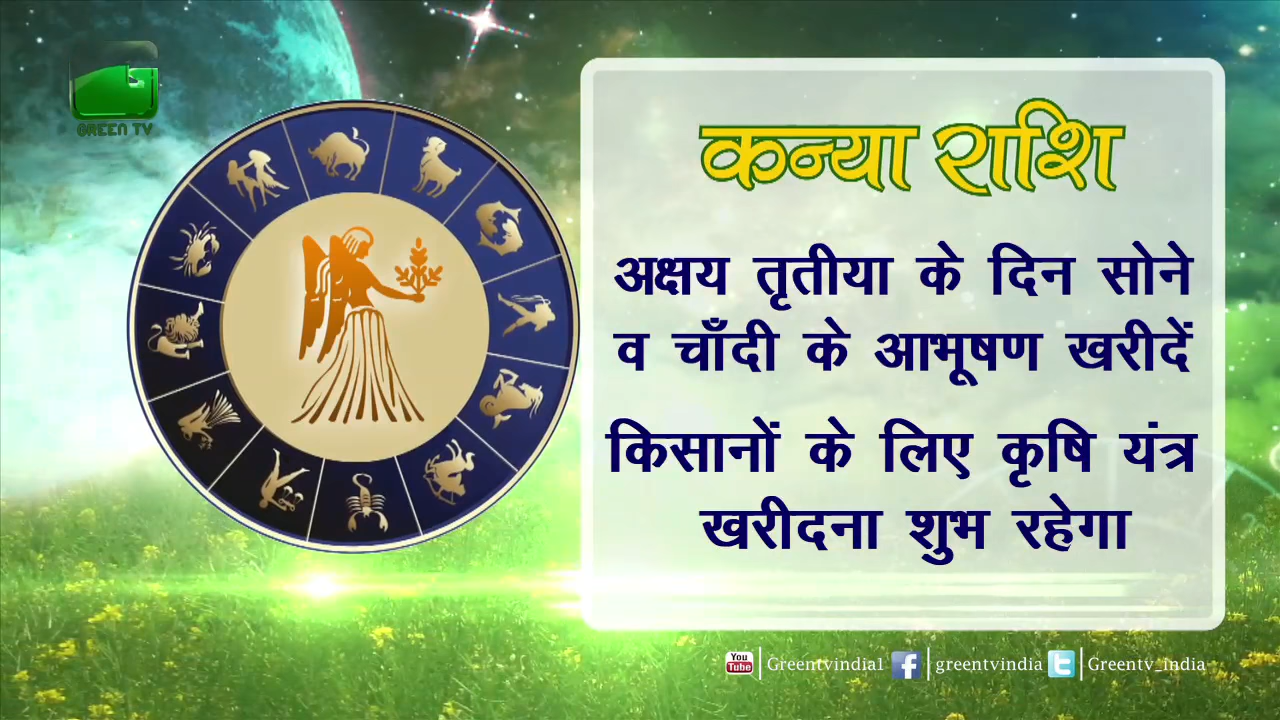 GREEN TV
कन्या राशि
अक्षय तृतीया के दिन सोने
व चाँदी के आभूषण खरीदें
किसानों के लिए कृषि यंत्र
खरीदना शुभ रहेगा
You Tube Greentvindia1 f greentvindia t Greentv_india